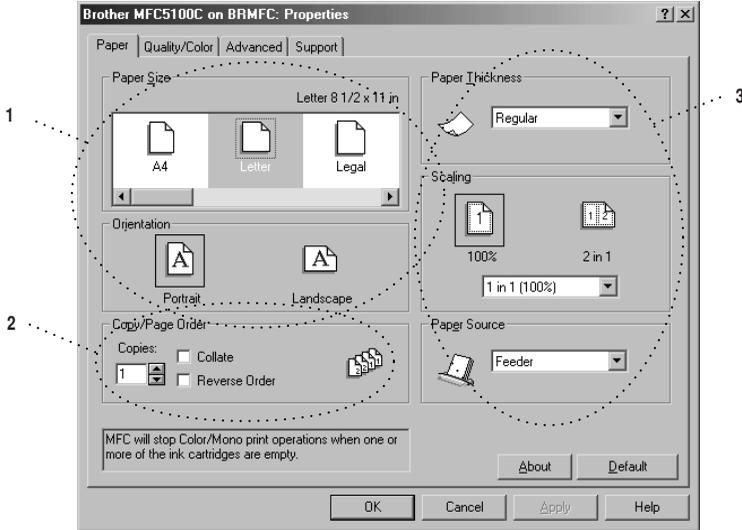 Brother MFC5100C on BRMFC: Properties
Paper Quality/Color Advanced Support
Paper Size
Letter 8 1/2 x 11 in
A4 Letter Legal
Orientation
A A
Portrait Landscape
Copy/Page Order
Copies:
1
Collate
Reverse Order
2 2 1 1
Paper Thickness
Regular
Scaling
1 1 2
100% 2 in 1
1 in 1 (100%)
Paper Source
Feeder
MFC will stop Color/Mono print operations when one or
more of the ink cartridges are empty.
About Default
OK Cancel Apply Help
1
2
3